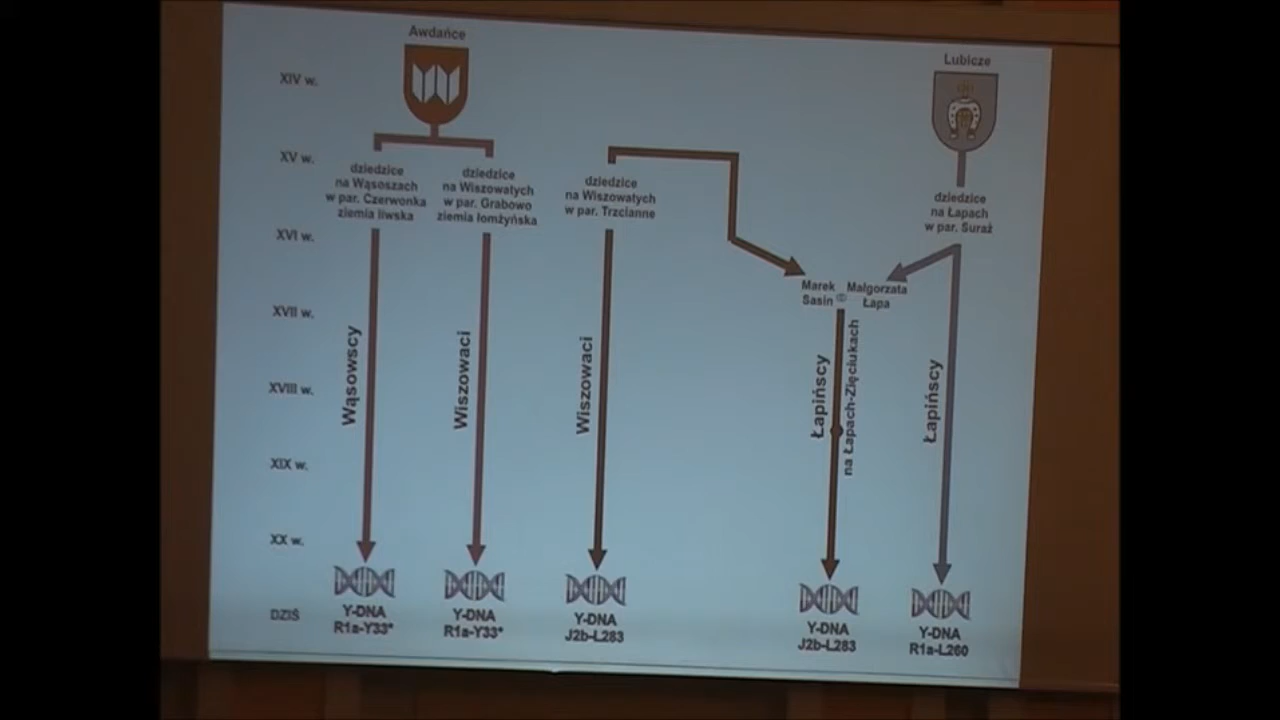 Awdańce
Lubicze
XIV w.
XV w.
dziedzice
na Wąsoszach
w par. Czerwonka
ziemia liwska
dziedzice
na Wiszowatych
w par. Grabowo
ziemia łomżyńska
dziedzice
na Wiszowatych
w par. Trzcianne
dziedzice
na Łapach
w par. Suraż
XVI w.
Marek
Sasin
Małgorzata
Łapa
XVII w.
Wąsowscy
Wiszowaci
Wiszowaci
Łapińscy
na Łapach-Zięciukach
Łapińscy
XVIII w.
XIX w.
XX w.
DZIŚ
Y-DNA
R1a-Y33*
Y-DNA
R1a-Y33*
Y-DNA
J2b-L283
Y-DNA
J2b-L283
Y-DNA
R1a-L260